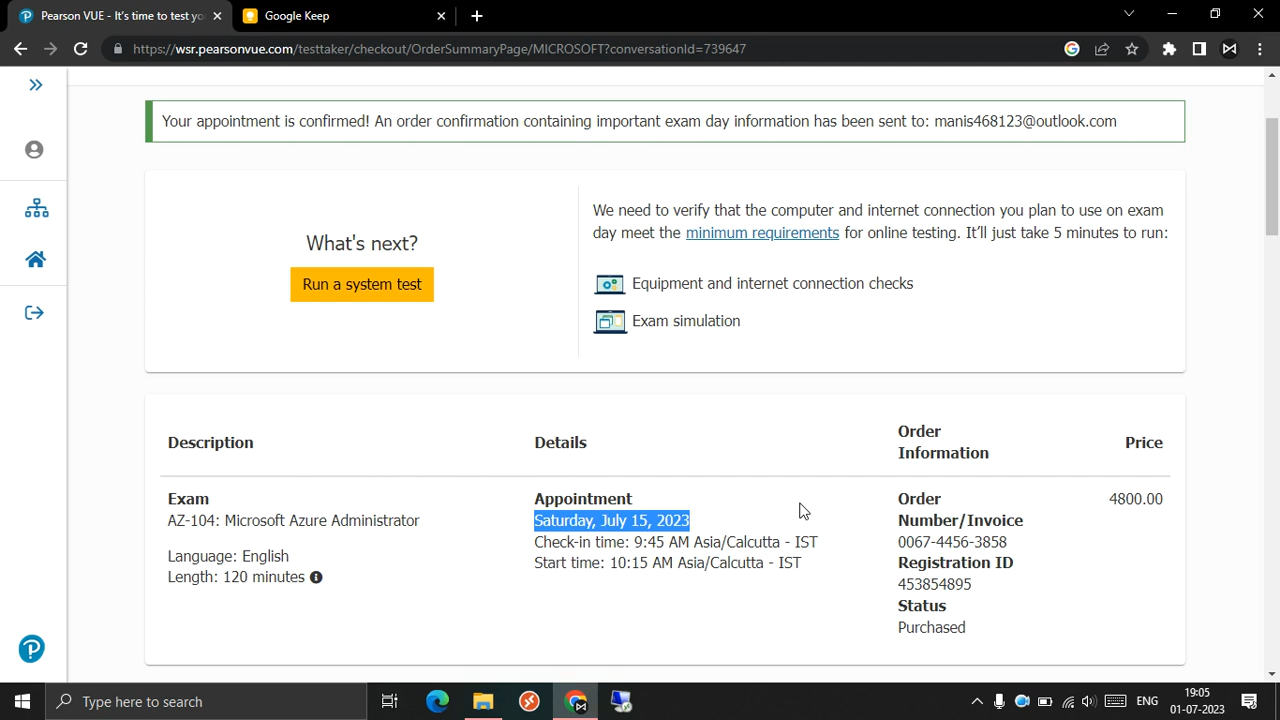 Pearson VUE - It's time to test yo
Google Keep
https://wsr.pearsonvue.com/testtaker/checkout/OrderSummaryPage/MICROSOFT?conversationId=739647
Your appointment is confirmed! An order confirmation containing important exam day information has been sent to: manis468123@outlook.com
What's next?
Run a system test
We need to verify that the computer and internet connection you plan to use on exam
day meet the minimum requirements for online testing. It'll just take 5 minutes to run:
Equipment and internet connection checks
Exam simulation
Description
Details
Order
Information
Price
Exam
AZ-104: Microsoft Azure Administrator
Language: English
Length: 120 minutes
Appointment
Saturday, July 15, 2023
Check-in time: 9:45 AM Asia/Calcutta - IST
Start time: 10:15 AM Asia/Calcutta - IST
Order
Number/Invoice
0067-4456-3858
Registration ID
453854895
Status
Purchased
4800.00
Type here to search
ENG
19:05
01-07-2023